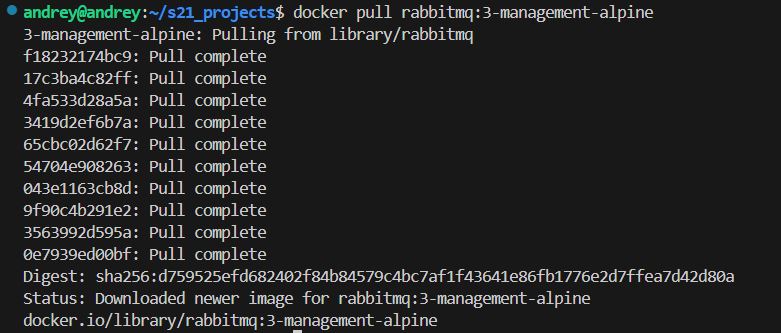 andrey@andrey:~/s21_projects$ docker pull rabbitmq:3-management-alpine
3-management-alpine: Pulling from library/rabbitmq
f18232174bc9: Pull complete
17c3ba4c82ff: Pull complete
4fa533d28a5a: Pull complete
3419d2ef6b7a: Pull complete
65cbc02d62f7: Pull complete
54704e908263: Pull complete
043e1163cb8d: Pull complete
9f90c4b291e2: Pull complete
3563992d595a: Pull complete
0e7939ed00bf: Pull complete
Digest: sha256:d759525efd682402f84b84579c4bc7af1f43641e86fb1776e2d7ffea7d42d80a
Status: Downloaded newer image for rabbitmq:3-management-alpine
docker.io/library/rabbitmq:3-management-alpine